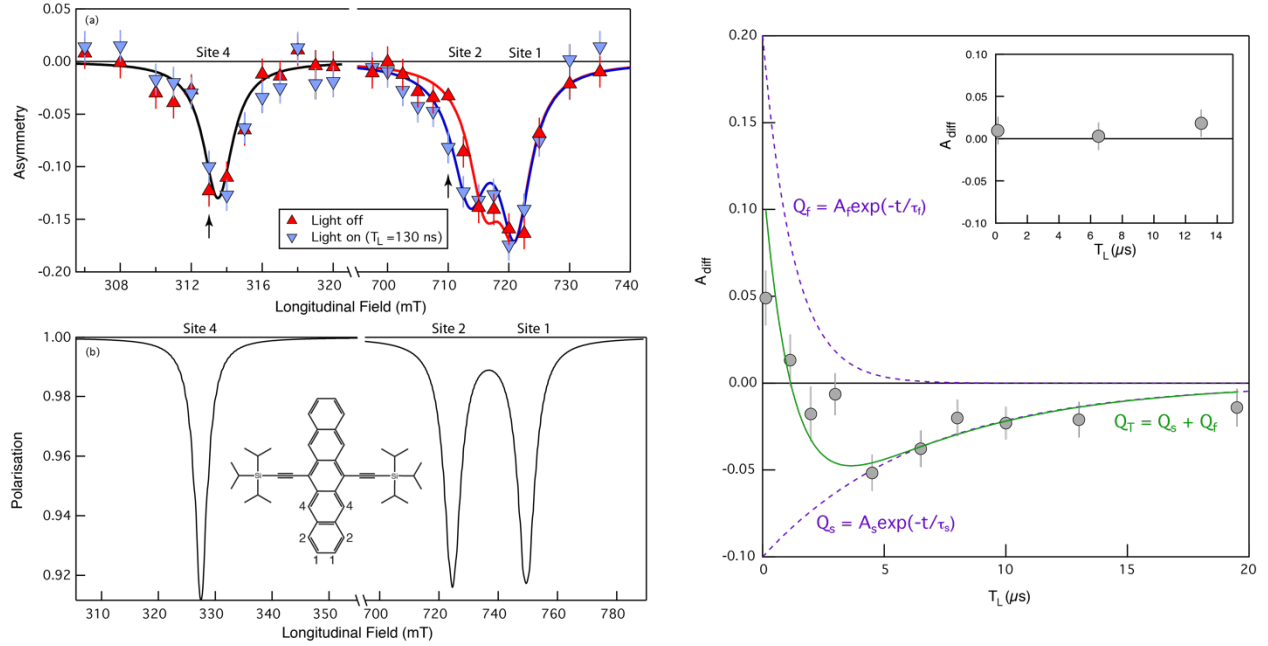 (a)
Site 4
Site 2
Site 1
0.05
0.00
-0.05
-0.10
-0.15
-0.20
Asymmetry
Light off
Light on (T_L =130 ns)
308
312
316
320
700
710
720
730
740
Longitudinal Field (mT)
(b)
Site 4
Site 2
Site 1
1.00
0.98
0.96
0.94
0.92
Polarisation
Si
Si
4
4
2
2
1
1
310
320
330
340
350
700
720
740
760
780
Longitudinal Field (mT)
0.20
0.15
0.10
0.05
0.00
-0.05
-0.10
A_diff
Q_f = A_f exp(-t/τ_f)
Q_T = Q_s + Q_f
Q_s = A_s exp(-t/τ_s)
0
5
10
15
20
T_L (μs)
0.10
0.05
0.00
-0.05
-0.10
A_diff
0
2
4
6
8
10
12
14
T_L (μs)